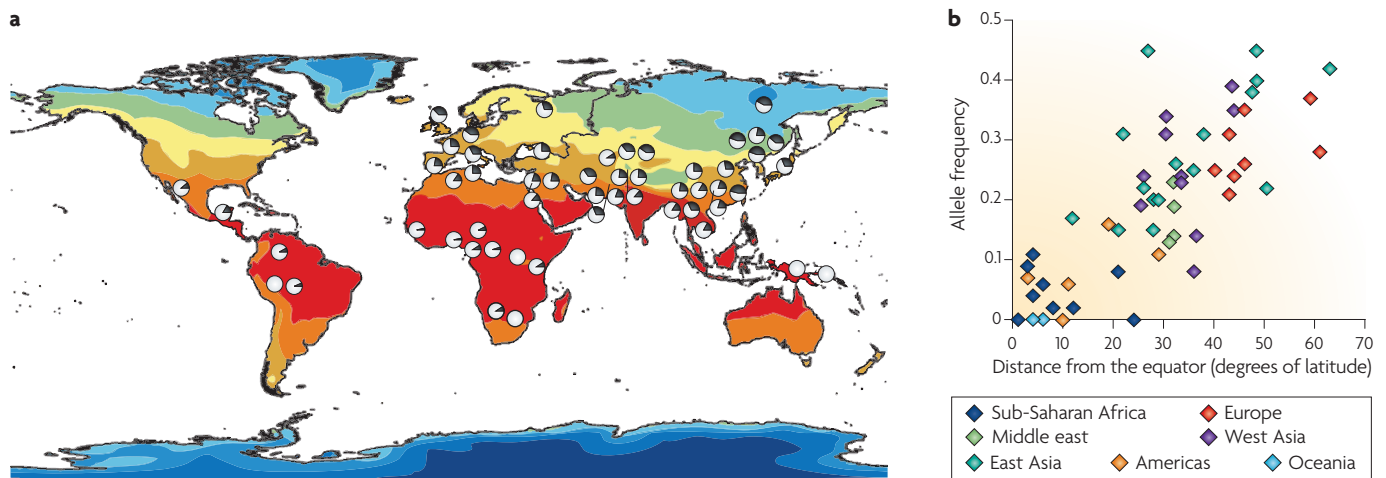 a
b
0.5
0.4
0.3
0.2
0.1
0
Allele frequency
0 10 20 30 40 50 60 70
Distance from the equator (degrees of latitude)
Sub-Saharan Africa Europe
Middle east West Asia
East Asia Americas Oceania